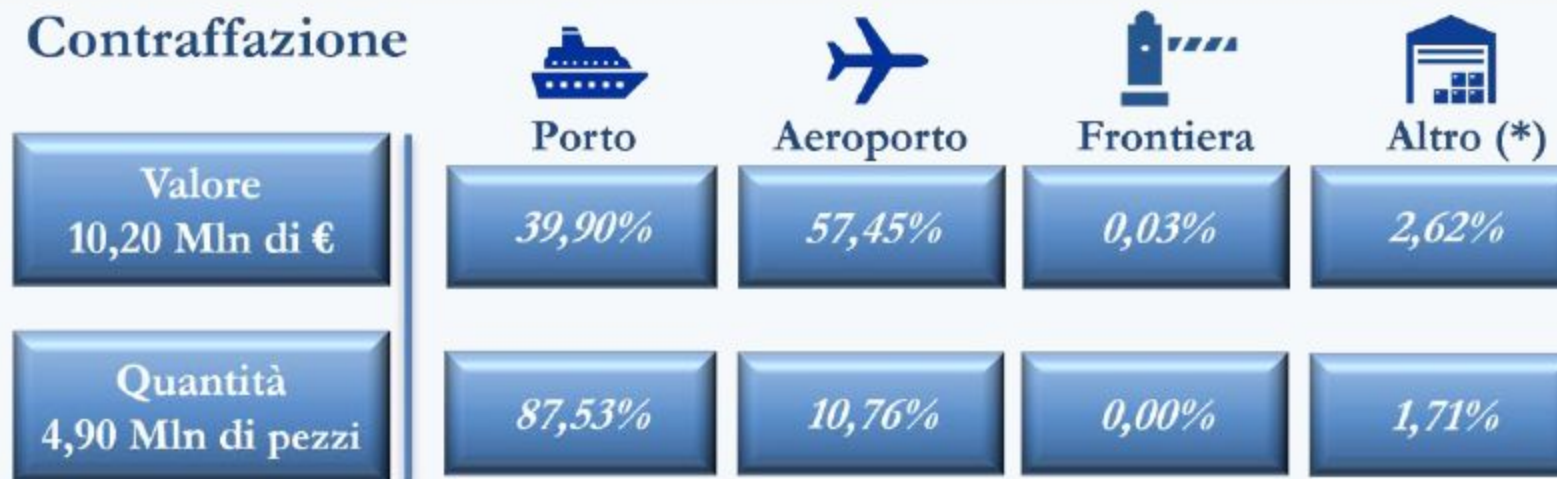 Contraffazione
Porto
Aeroporto
Frontiera
Altro (*)
Valore
10,20 Mln di €
39,90%
57,45%
0,03%
2,62%
Quantità
4,90 Mln di pezzi
87,53%
10,76%
0,00%
1,71%